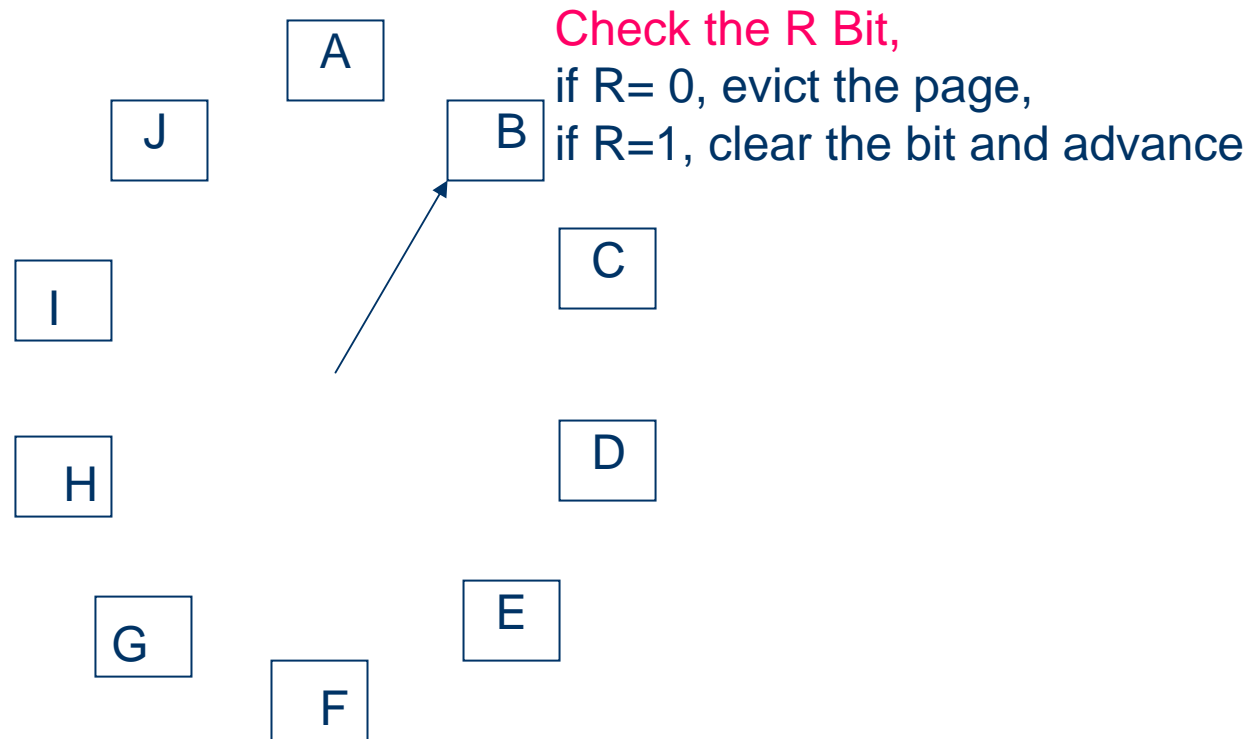 Check the R Bit,
if R= 0, evict the page,
if R=1, clear the bit and advance
A
J
B
C
I
D
H
E
G
F